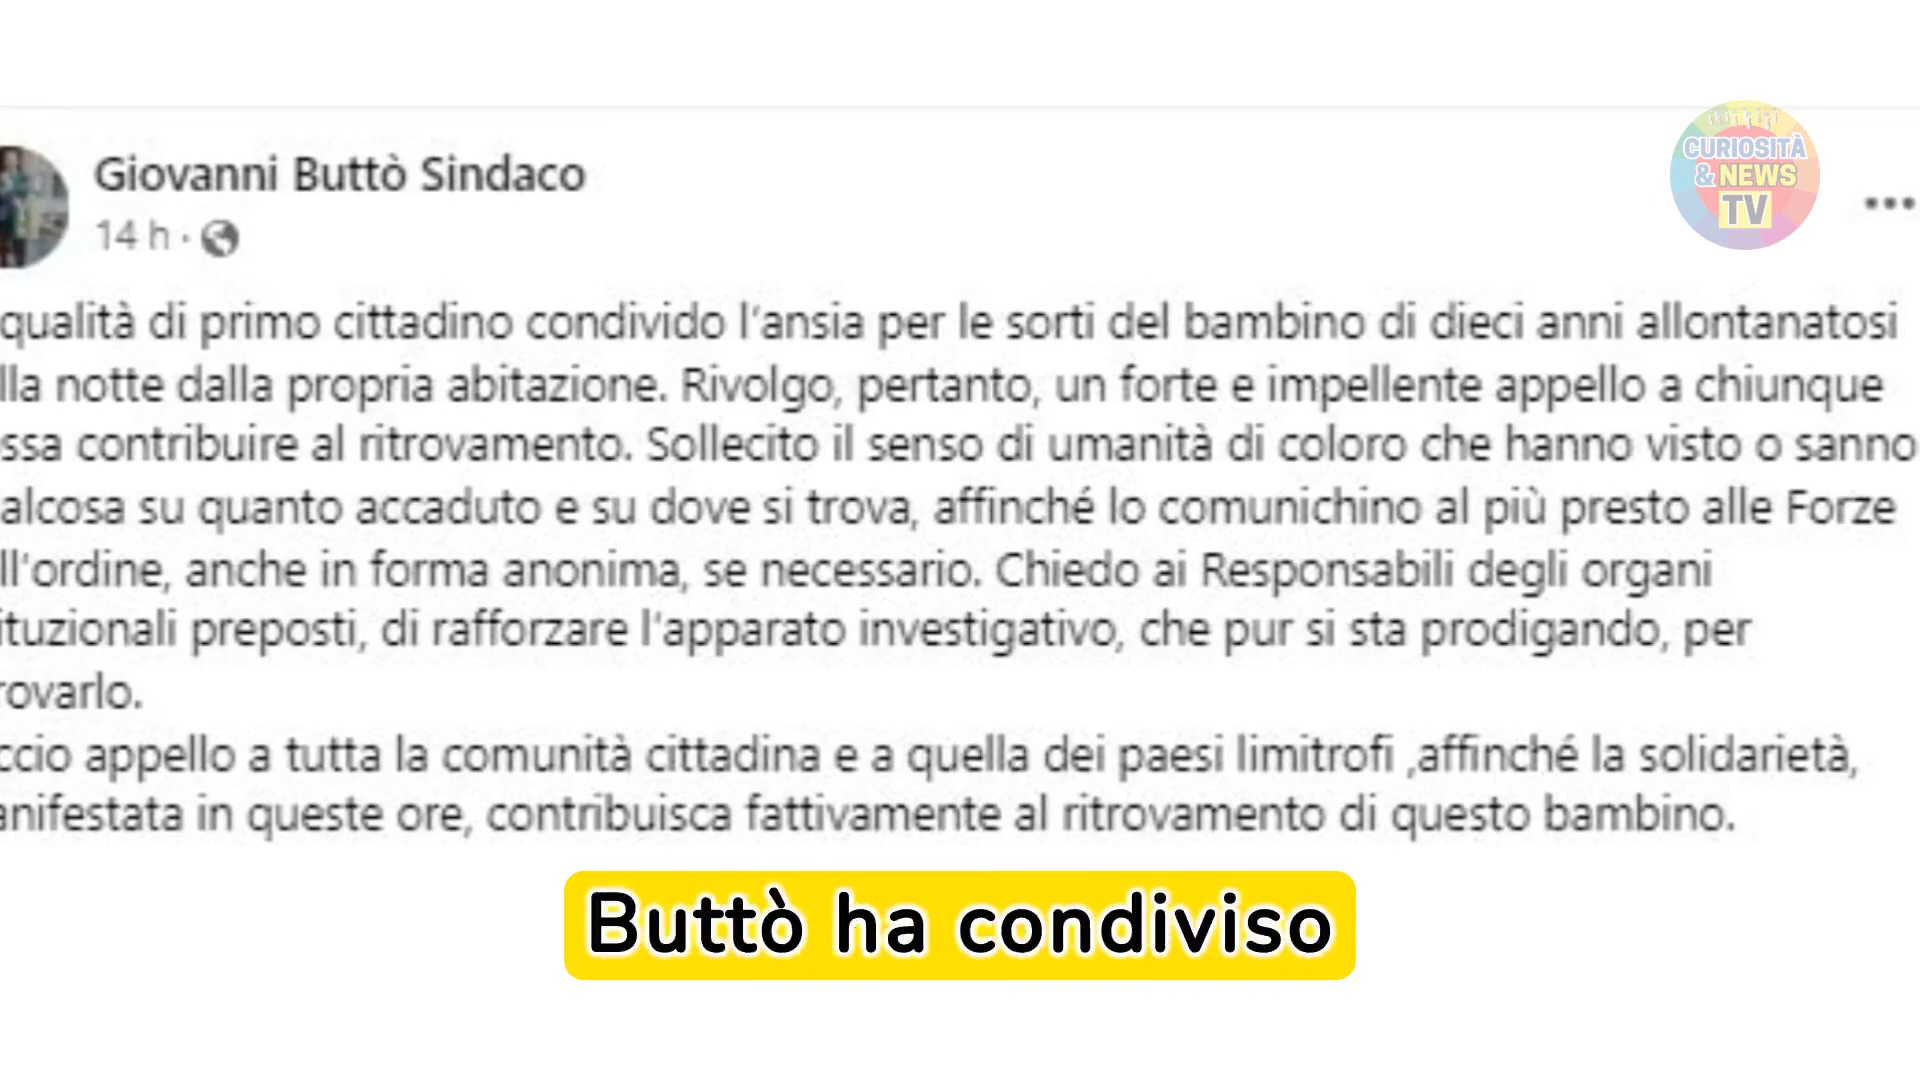 Giovanni Buttò Sindaco
14 h ·
CURIOSITÀ
& NEWS
TV
qualità di primo cittadino condivido l'ansia per le sorti del bambino di dieci anni allontanatosi
lla notte dalla propria abitazione. Rivolgo, pertanto, un forte e impellente appello a chiunque
ssa contribuire al ritrovamento. Sollecito il senso di umanità di coloro che hanno visto o sanno
alcosa su quanto accaduto e su dove si trova, affinché lo comunichino al più presto alle Forze
ll'ordine, anche in forma anonima, se necessario. Chiedo ai Responsabili degli organi
ituzionali preposti, di rafforzare l'apparato investigativo, che pur si sta prodigando, per
rovarlo.
ccio appello a tutta la comunità cittadina e a quella dei paesi limitrofi ,affinché la solidarietà,
anifestata in queste ore, contribuisca fattivamente al ritrovamento di questo bambino.
Buttò ha condiviso